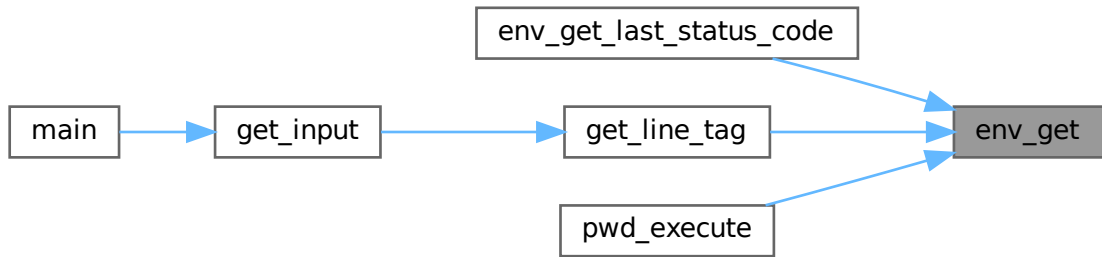 env_get_last_status_code
main
get_input
get_line_tag
env_get
pwd_execute